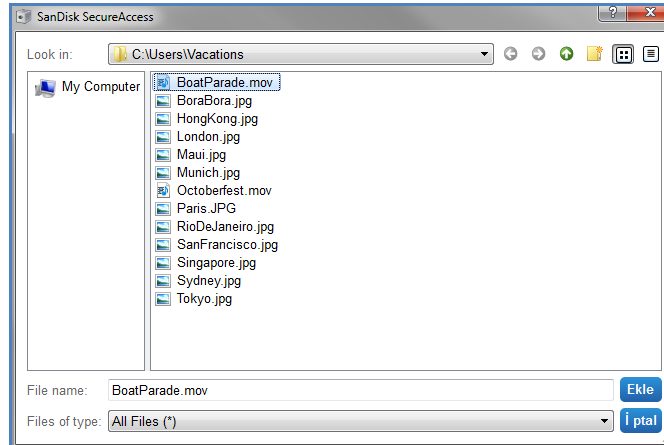 SanDisk SecureAccess
? X
Look in: C:\Users\Vacations
My Computer
BoatParade.mov
BoraBora.jpg
HongKong.jpg
London.jpg
Maui.jpg
Munich.jpg
Octoberfest.mov
Paris.JPG
RioDeJaneiro.jpg
SanFrancisco.jpg
Singapore.jpg
Sydney.jpg
Tokyo.jpg
File name: BoatParade.mov Ekle
Files of type: All Files (*) İ ptal